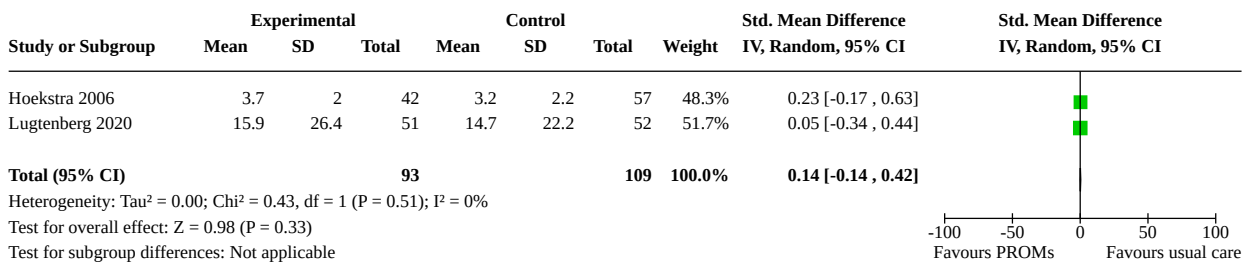 Experimental Control Std. Mean Difference Std. Mean Difference
Study or Subgroup Mean SD Total Mean SD Total Weight IV, Random, 95% CI IV, Random, 95% CI
Hoekstra 2006 3.7 2 42 3.2 2.2 57 48.3% 0.23 [-0.17 , 0.63]
Lugtenberg 2020 15.9 26.4 51 14.7 22.2 52 51.7% 0.05 [-0.34 , 0.44]
Total (95% CI) 93 109 100.0% 0.14 [-0.14 , 0.42]
Heterogeneity: Tau² = 0.00; Chi² = 0.43, df = 1 (P = 0.51); I² = 0%
Test for overall effect: Z = 0.98 (P = 0.33) -100 -50 0 50 100
Test for subgroup differences: Not applicable Favours PROMs Favours usual care